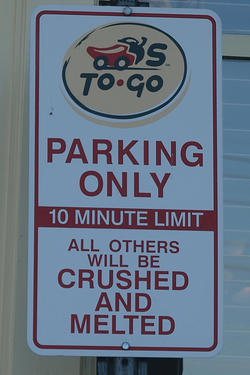 'S
TO•GO
PARKING
ONLY
10 MINUTE LIMIT
ALL OTHERS
WILL BE
CRUSHED
AND
MELTED